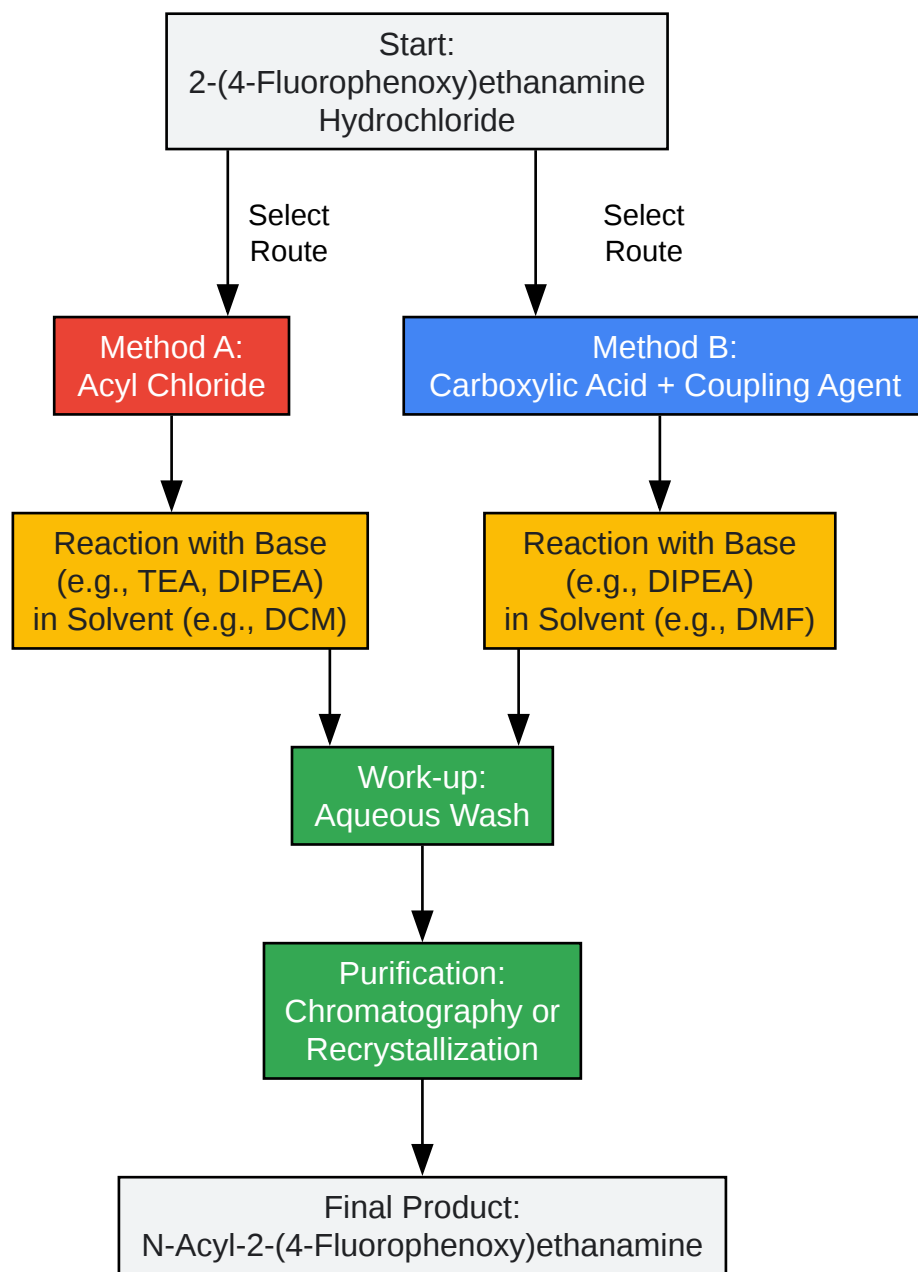 Start:
2-(4-Fluorophenoxy)ethanamine
Hydrochloride
Select
Route
Select
Route
Method A:
Acyl Chloride
Method B:
Carboxylic Acid + Coupling Agent
Reaction with Base
(e.g., TEA, DIPEA)
in Solvent (e.g., DCM)
Reaction with Base
(e.g., DIPEA)
in Solvent (e.g., DMF)
Work-up:
Aqueous Wash
Purification:
Chromatography or
Recrystallization
Final Product:
N-Acyl-2-(4-Fluorophenoxy)ethanamine